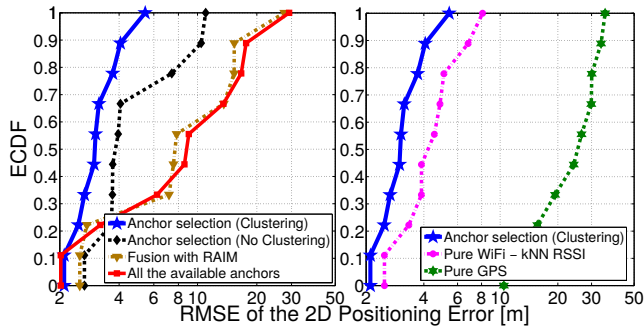 ECDF
1
0.9
0.8
0.7
0.6
0.5
0.4
0.3
0.2
0.1
0
2 4 10 20 30 50
Anchor selection (Clustering)
Anchor selection (No Clustering)
Fusion with RAIM
All the available anchors
1
0.9
0.8
0.7
0.6
0.5
0.4
0.3
0.2
0.1
0
2 4 10 20 30 50
Anchor selection (Clustering)
Pure WiFi − kNN RSSI
Pure GPS
RMSE of the 2D Positioning Error [m]